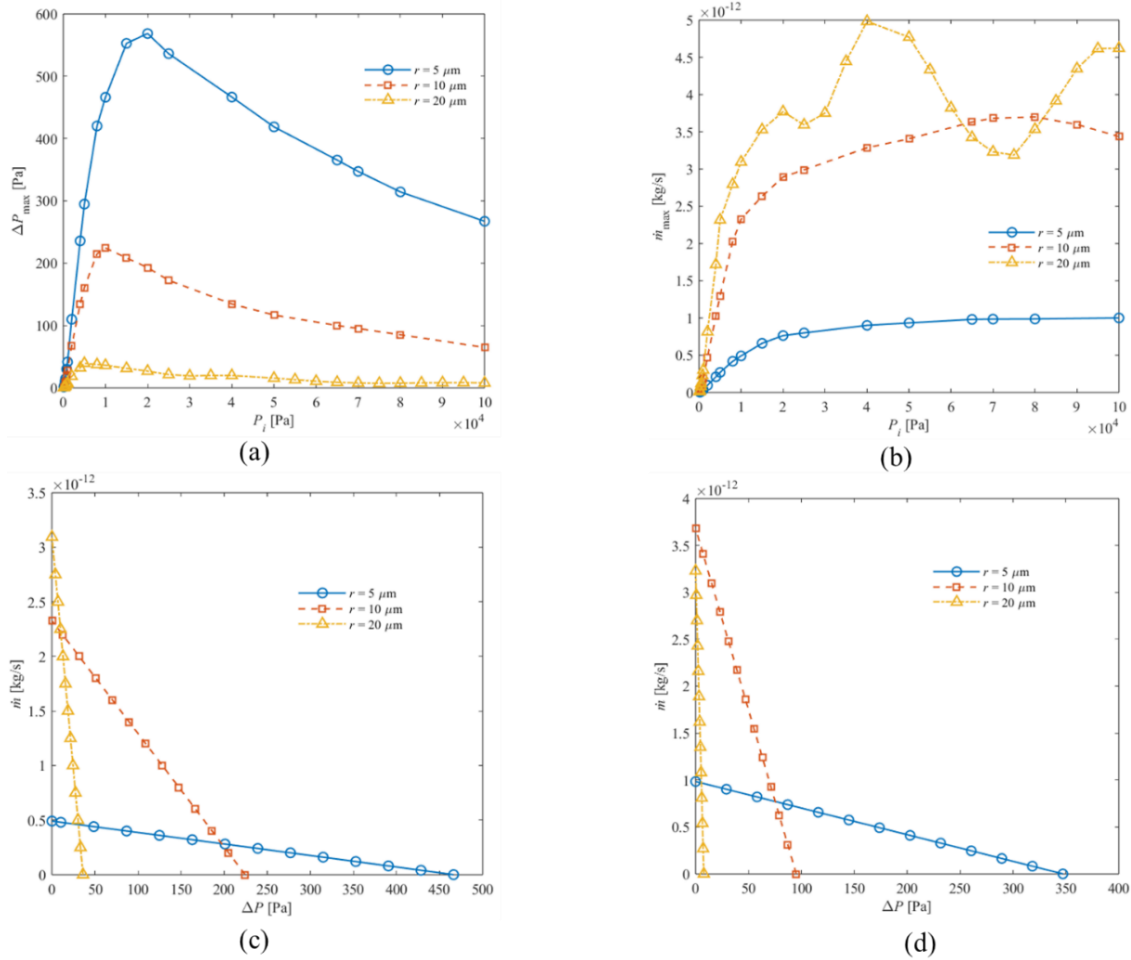 600
500
400
300
200
100
0
ΔP_max [Pa]
r = 5 μm
r = 10 μm
r = 20 μm
0 1 2 3 4 5 6 7 8 9 10
P_i [Pa]
×10^4
(a)
×10^-12
5
4.5
4
3.5
3
2.5
2
1.5
1
0.5
0
ṁ_max [kg/s]
r = 5 μm
r = 10 μm
r = 20 μm
0 1 2 3 4 5 6 7 8 9 10
P_i [Pa]
×10^4
(b)
×10^-12
3.5
3
2.5
2
1.5
1
0.5
0
ṁ [kg/s]
r = 5 μm
r = 10 μm
r = 20 μm
0 50 100 150 200 250 300 350 400 450 500
ΔP [Pa]
(c)
×10^-12
4
3.5
3
2.5
2
1.5
1
0.5
0
ṁ [kg/s]
r = 5 μm
r = 10 μm
r = 20 μm
0 50 100 150 200 250 300 350 400
ΔP [Pa]
(d)